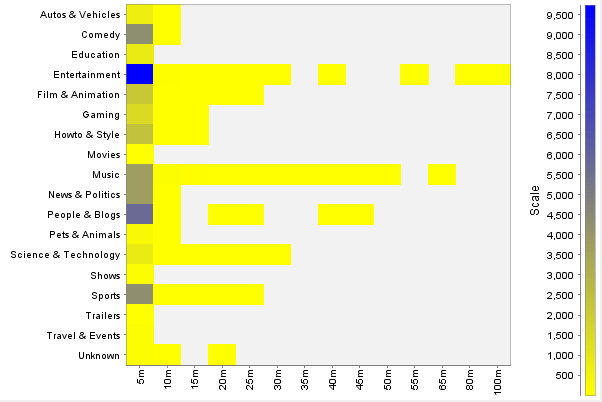 Autos & Vehicles
Comedy
Education
Entertainment
Film & Animation
Gaming
Howto & Style
Movies
Music
News & Politics
People & Blogs
Pets & Animals
Science & Technology
Shows
Sports
Trailers
Travel & Events
Unknown
5m 10m 15m 20m 25m 30m 35m 40m 45m 50m 55m 65m 80m 100m
Scale
9,500
9,000
8,500
8,000
7,500
7,000
6,500
6,000
5,500
5,000
4,500
4,000
3,500
3,000
2,500
2,000
1,500
1,000
500